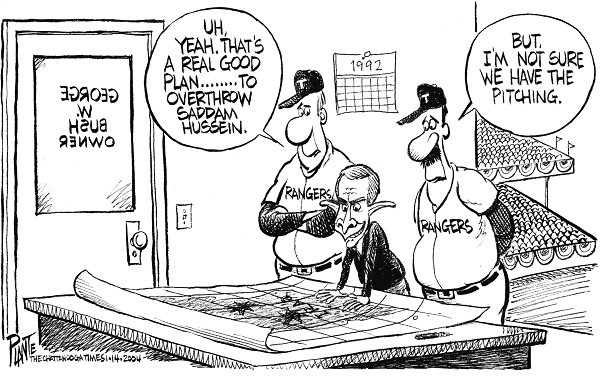 GEORGE
W.
BUSH
OWNER
UH,
YEAH. THAT'S
A REAL GOOD
PLAN........TO
OVERTHROW
SADDAM
HUSSEIN.
1992
BUT,
I'M NOT SURE
WE HAVE THE
PITCHING.
T
T
RANGERS
RANGERS
PLANTE
THE CHATTANOOGA TIMES 1•14•2004